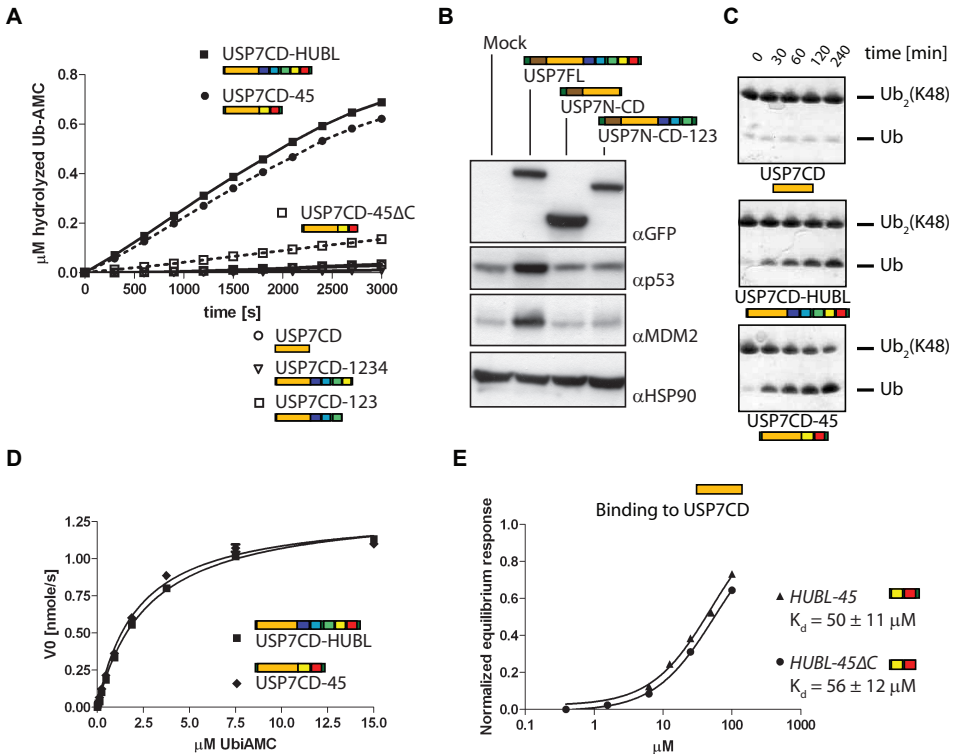 A
USP7CD-HUBL
USP7CD-45
μM hydrolyzed Ub-AMC
0.8
0.6
0.4
0.2
0.0
USP7CD-45ΔC
0 500 1000 1500 2000 2500 3000
time [s]
USP7CD
USP7CD-1234
USP7CD-123
B
Mock
USP7FL
USP7N-CD
USP7N-CD-123
αGFP
αp53
αMDM2
αHSP90
C
0 30 60 120 240 time [min]
Ub2(K48)
Ub
USP7CD
Ub2(K48)
Ub
USP7CD-HUBL
Ub2(K48)
Ub
USP7CD-45
D
V0 [nmole/s]
1.25
1.00
0.75
0.50
0.25
0.00
USP7CD-HUBL
USP7CD-45
0.0 2.5 5.0 7.5 10.0 12.5 15.0
μM UbiAMC
E
Binding to USP7CD
Normalized equilibrium response
1.0
0.8
0.6
0.4
0.2
0.0
HUBL-45
Kd = 50 ± 11 μM
HUBL-45ΔC
Kd = 56 ± 12 μM
0.1 1 10 100 1000
μM